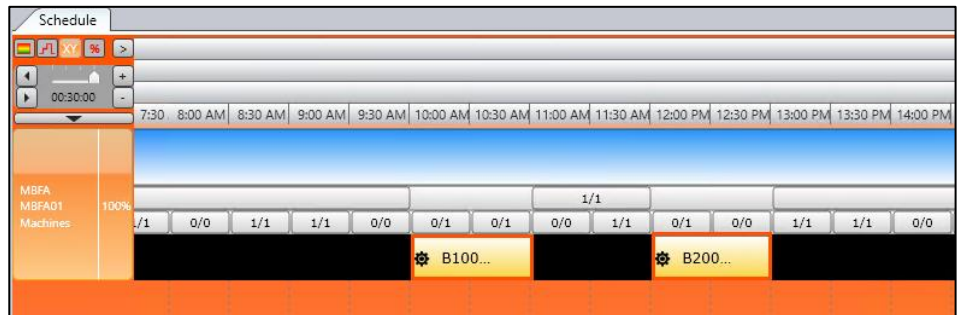 Schedule
XY % >
+
00:30:00 -
7:30 8:00 AM 8:30 AM 9:00 AM 9:30 AM 10:00 AM 10:30 AM 11:00 AM 11:30 AM 12:00 PM 12:30 PM 13:00 PM 13:30 PM 14:00 PM
MBFA
MBFA01 100% 1/1
Machines /1 0/0 1/1 1/1 0/0 0/1 0/1 0/0 1/1 0/1 0/0 1/1 1/1 0/0
B100... B200...